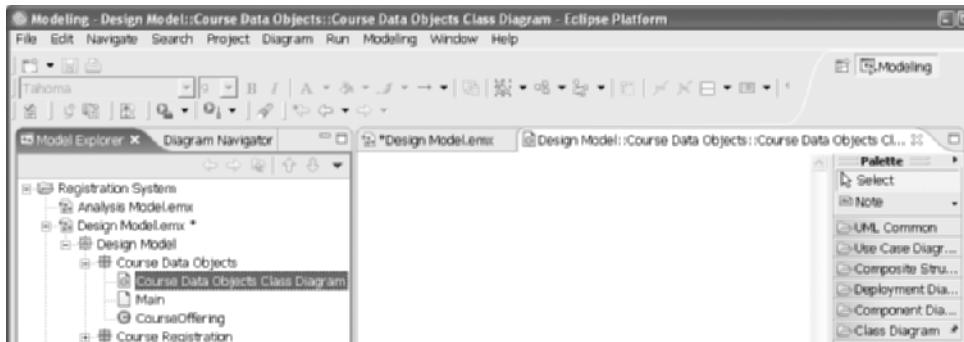 Modeling - Design Model::Course Data Objects::Course Data Objects Class Diagram - Eclipse Platform
File Edit Navigate Search Project Diagram Run Modeling Window Help
Modeling
Tahoma 9 B I A
Model Explorer Diagram Navigator *Design Model.emx Design Model::Course Data Objects::Course Data Objects Cl...
Palette
Select
Note
UML Common
Use Case Diagr...
Composite Stru...
Deployment Dia...
Component Dia...
Class Diagram
Registration System
Analysis Model.emx
Design Model.emx *
Design Model
Course Data Objects
Course Data Objects Class Diagram
Main
CourseOffering
Course Registration